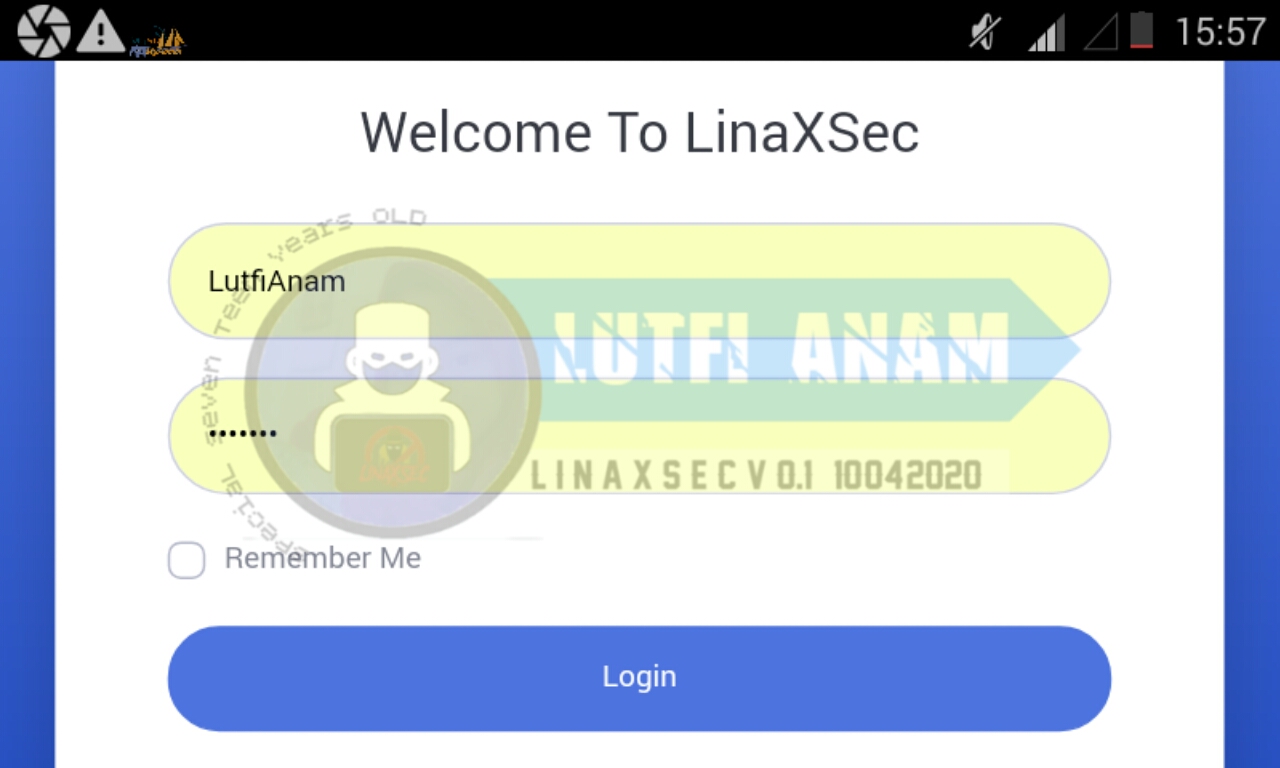 15:57
Welcome To LinaXSec
special seven Teen Years OLD
LutfiAnam
LUTFI ANAM
•••••••
LINAXSEC V 0.1 10042020
Remember Me
Login